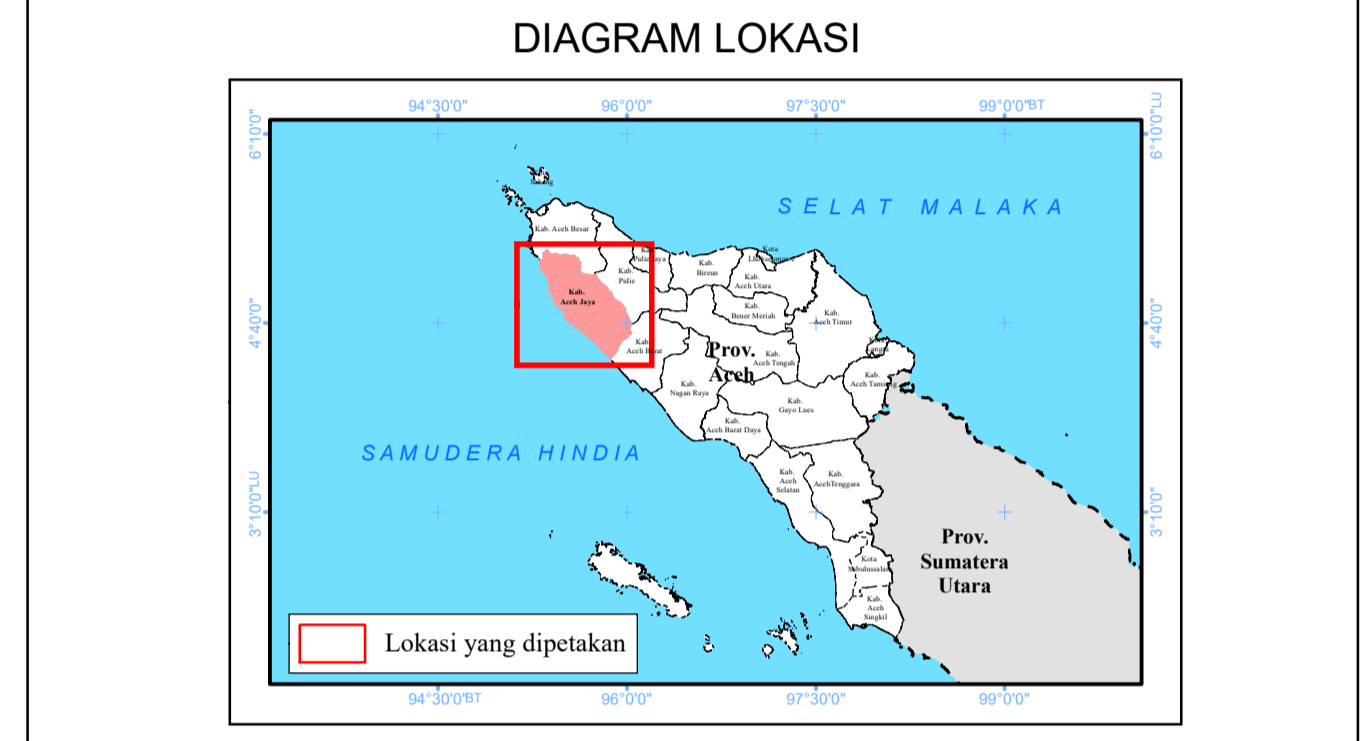 DIAGRAM LOKASI
94°30'0" 96°0'0" 97°30'0" 99°0'0"BT
6°10'0" 6°10'0"LU
SELAT MALAKA
Kab. Aceh Besar
Kab.
Pidie
Kab.
Bireun
Kota
Kab.
Aceh Utara
Kab.
Aceh Jaya
Kab.
Bener Meriah
Kab.
Aceh Timur
4°40'0" 4°40'0"
Kab.
Aceh Barat
Prov.
Aceh
Kab.
Aceh Tengah
Kab.
Nagan Raya
Kab.
Aceh Tamiang
Kab.
Gayo Lues
Kab.
Aceh Barat Daya
SAMUDERA HINDIA
Kab.
Aceh
Selatan
Kab.
AcehTenggara
3°10'0"LU 3°10'0"
Prov.
Sumatera
Utara
Kota
Subulussalam
Kab.
Aceh
Singkil
Lokasi yang dipetakan
94°30'0"BT 96°0'0" 97°30'0" 99°0'0"